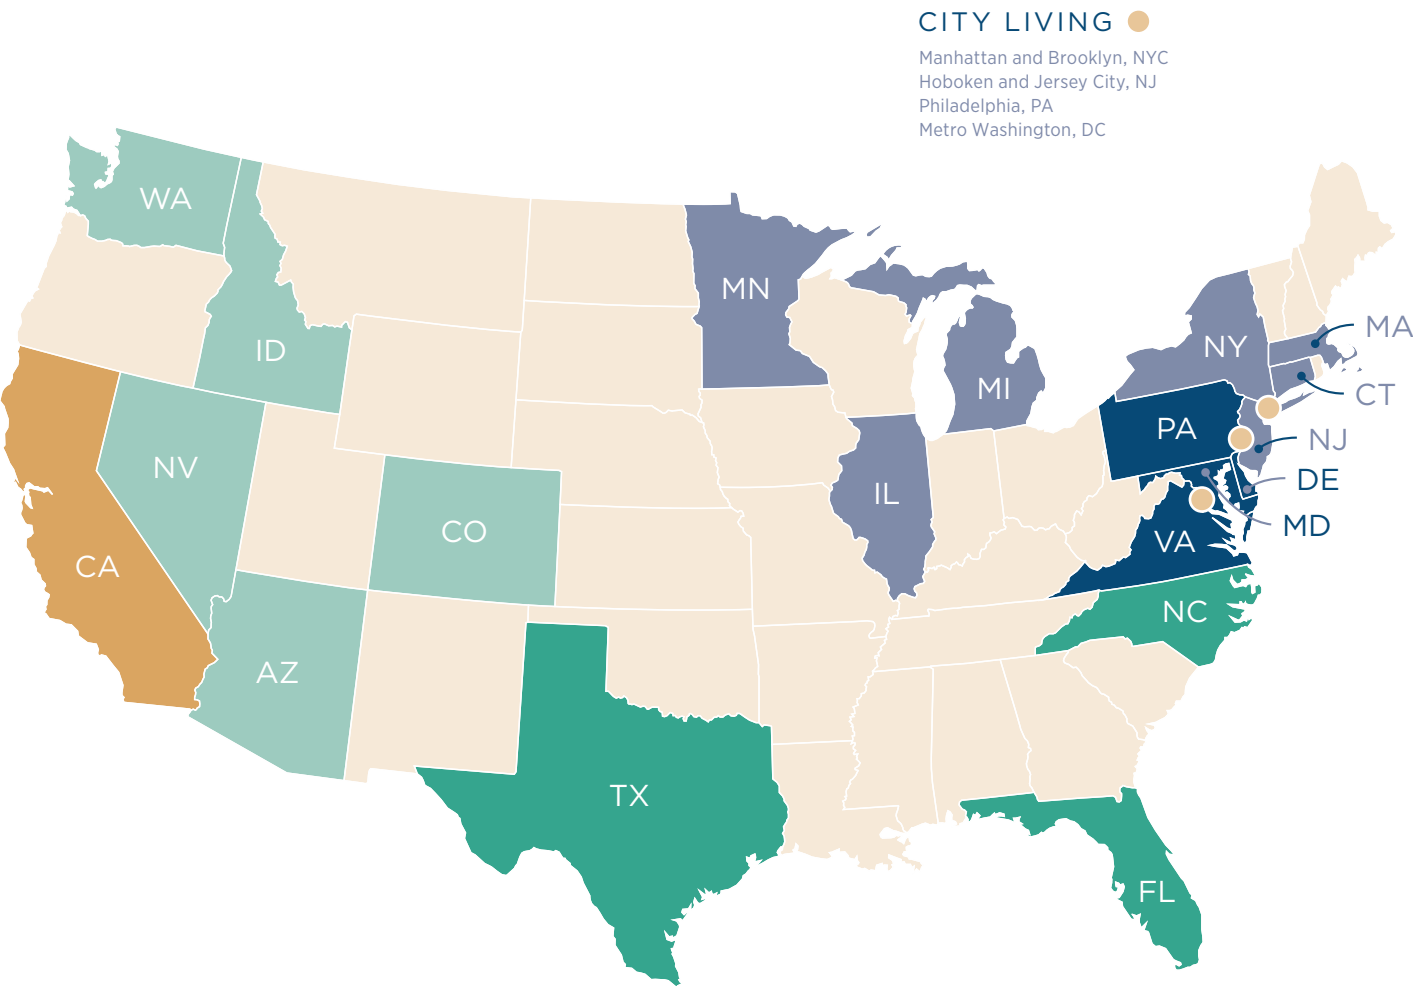 CITY LIVING
Manhattan and Brooklyn, NYC
Hoboken and Jersey City, NJ
Philadelphia, PA
Metro Washington, DC
WA
MN
MA
NY
ID
MI
CT
PA
NJ
NV
DE
IL
MD
CO
VA
CA
NC
AZ
TX
FL